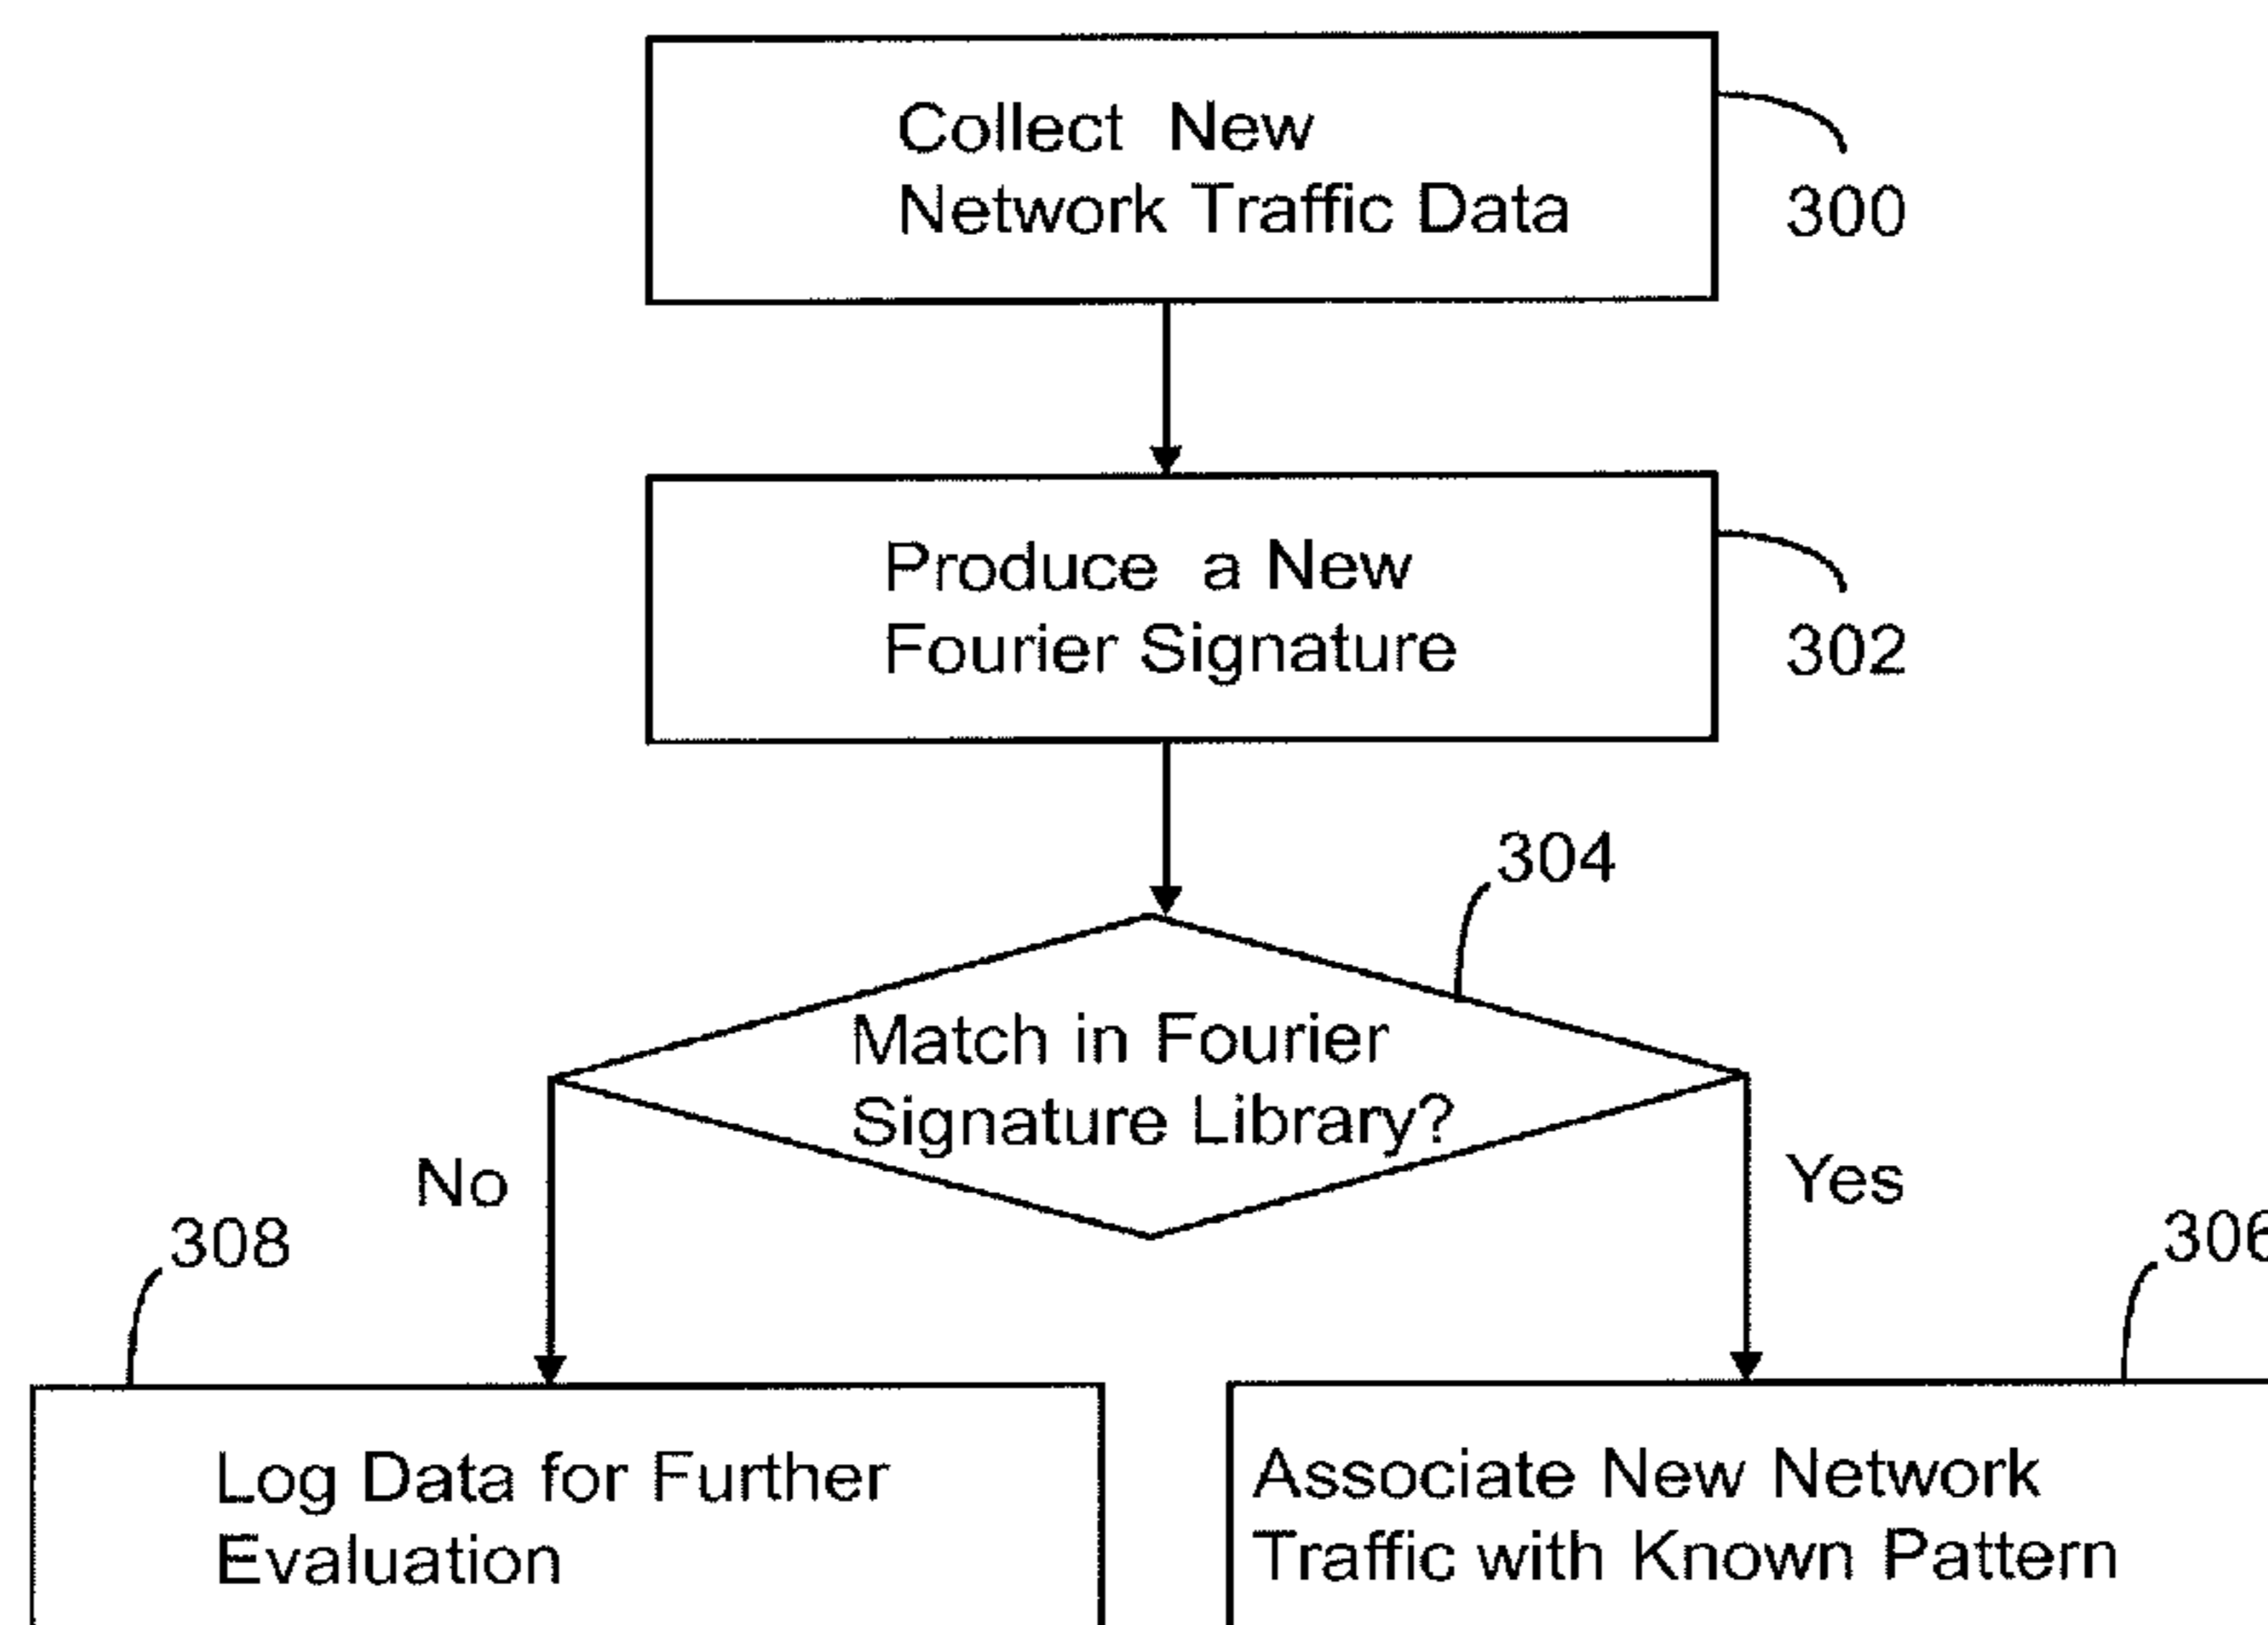 Collect New
Network Traffic Data
300
Produce a New
Fourier Signature
302
304
Match in Fourier
Signature Library?
No
Yes
308
306
Log Data for Further
Evaluation
Associate New Network
Traffic with Known Pattern